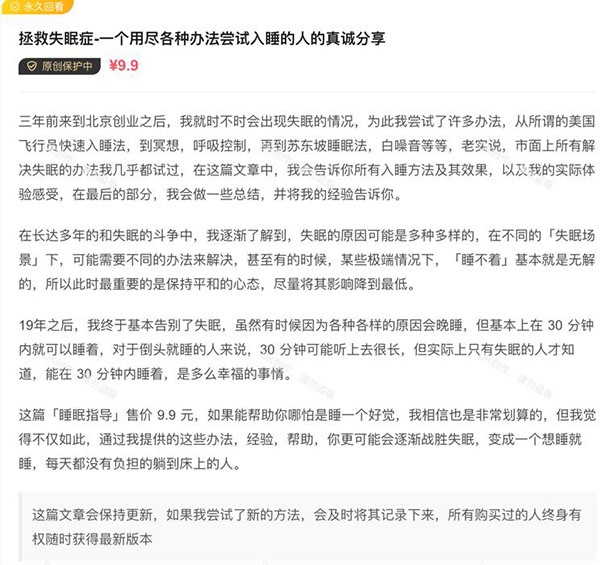 永久回看
拯救失眠症-一个用尽各种办法尝试入睡的人的真诚分享
原创保护中 ¥9.9
三年前来到北京创业之后，我就时不时会出现失眠的情况，为此我尝试了许多办法，从所谓的美国
飞行员快速入睡法，到冥想，呼吸控制，再到苏东坡睡眠法，白噪音等等，老实说，市面上所有解
决失眠的办法我几乎都试过，在这篇文章中，我会告诉你所有入睡方法及其效果，以及我的实际体
验感受，在最后的部分，我会做一些总结，并将我的经验告诉你。
在长达多年的和失眠的斗争中，我逐渐了解到，失眠的原因可能是多种多样的，在不同的「失眠场
景」下，可能需要不同的办法来解决，甚至有的时候，某些极端情况下，「睡不着」基本就是无解
的，所以此时最重要的是保持平和的心态，尽量将其影响降到最低。
19年之后，我终于基本告别了失眠，虽然有时候因为各种各样的原因会晚睡，但基本上在 30 分钟
内就可以睡着，对于倒头就睡的人来说，30 分钟可能听上去很长，但实际上只有失眠的人才知
道，能在 30 分钟内睡着，是多么幸福的事情。
这篇「睡眠指导」售价 9.9 元，如果能帮助你哪怕是睡一个好觉，我相信也是非常划算的，但我觉
得不仅如此，通过我提供的这些办法，经验，帮助，你更可能会逐渐战胜失眠，变成一个想睡就
睡，每天都没有负担的躺到床上的人。
这篇文章会保持更新，如果我尝试了新的方法，会及时将其记录下来，所有购买过的人终身有
权随时获得最新版本